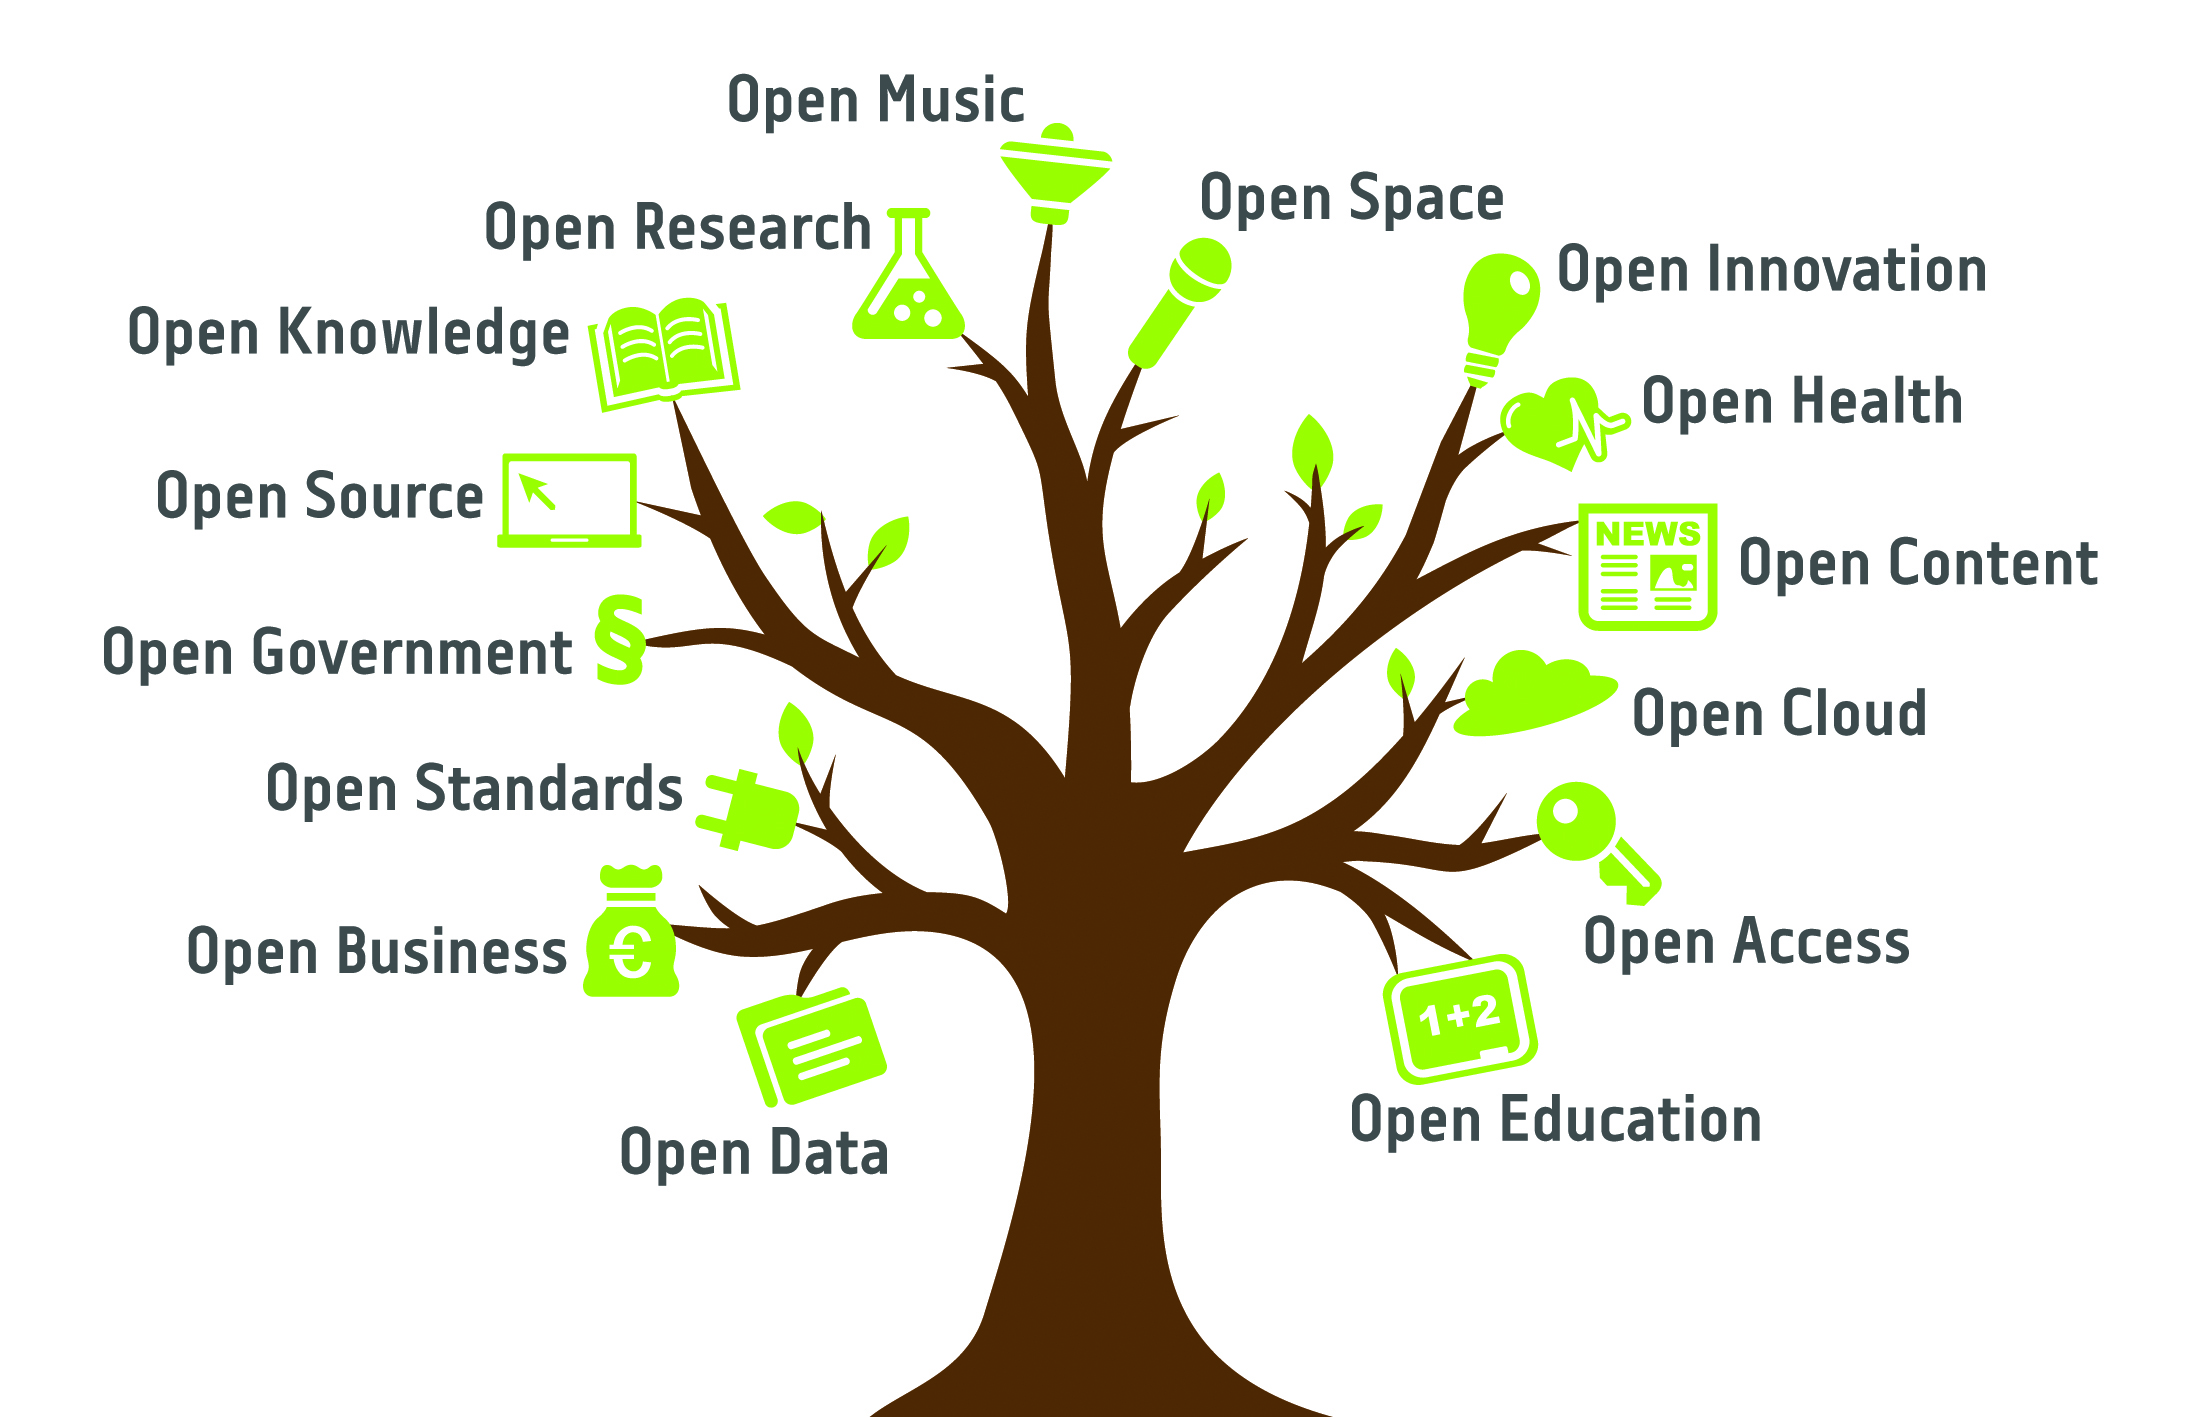 Open Music
Open Space
Open Research
Open Innovation
Open Knowledge
Open Health
Open Source
NEWS
Open Content
Open Government
§
Open Cloud
Open Standards
Open Business
€
Open Access
1+2
Open Education
Open Data